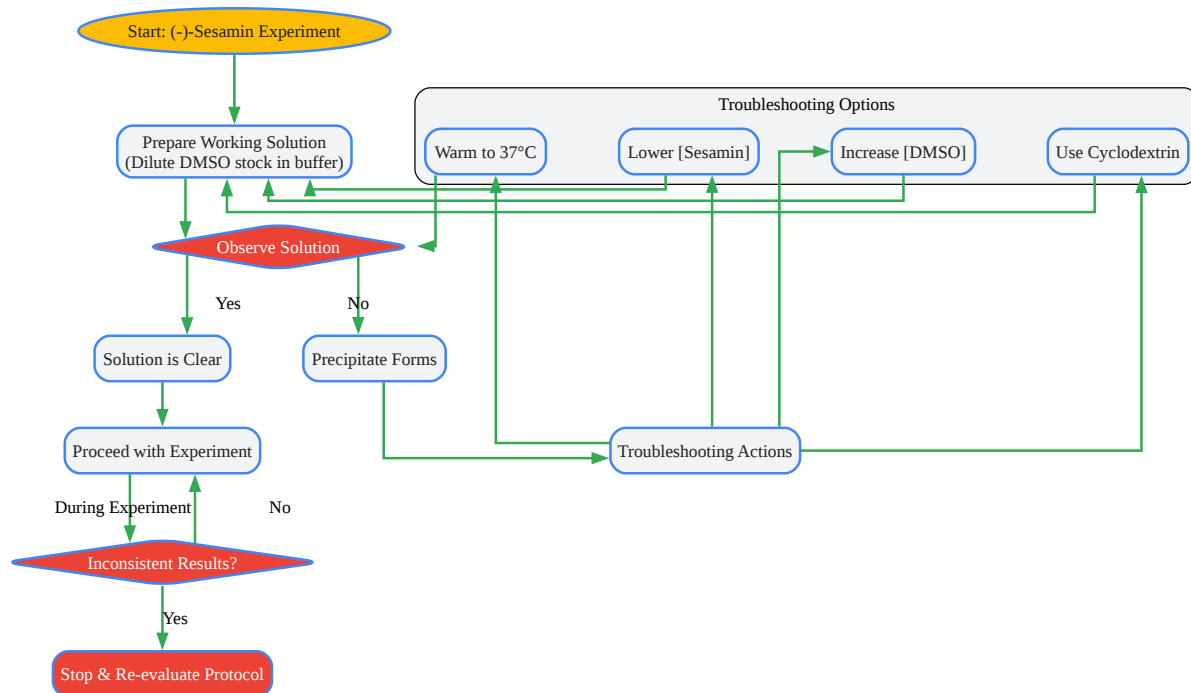 Start: (-)-Sesamin Experiment
Troubleshooting Options
Prepare Working Solution
(Dilute DMSO stock in buffer)
Warm to 37°C
Lower [Sesamin]
Increase [DMSO]
Use Cyclodextrin
Observe Solution
Yes
No
Solution is Clear
Precipitate Forms
Proceed with Experiment
Troubleshooting Actions
During Experiment
No
Inconsistent Results?
Yes
Stop & Re-evaluate Protocol